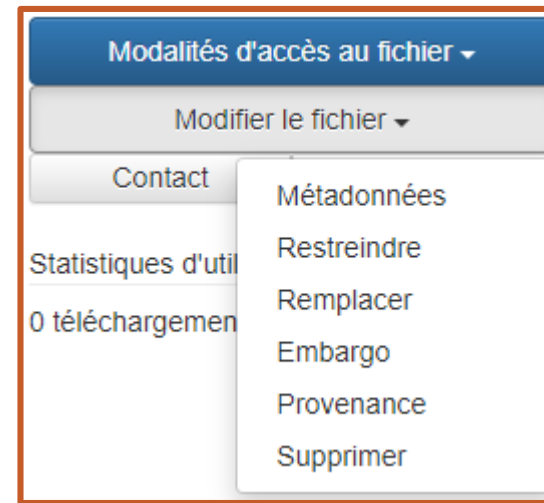 Modalités d'accès au fichier
Modifier le fichier
Contact
Métadonnées
Restreindre
Statistiques d'util
Remplacer
0 téléchargemen
Embargo
Provenance
Supprimer